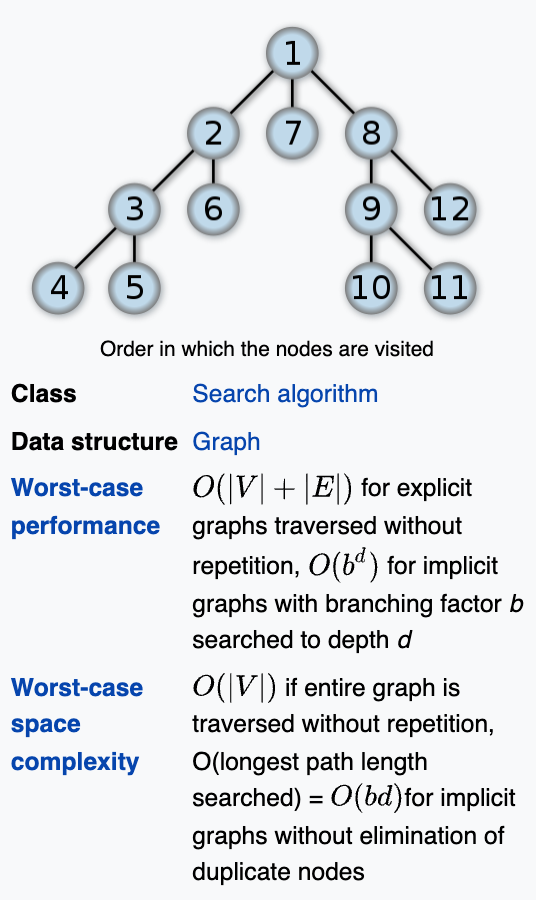 1
2 7 8
3 6 9 12
4 5 10 11
Order in which the nodes are visited
Class Search algorithm
Data structure Graph
Worst-case O(|V| + |E|) for explicit
performance graphs traversed without
repetition, O(b^d) for implicit
graphs with branching factor b
searched to depth d
Worst-case O(|V|) if entire graph is
space traversed without repetition,
complexity O(longest path length
searched) = O(bd)for implicit
graphs without elimination of
duplicate nodes